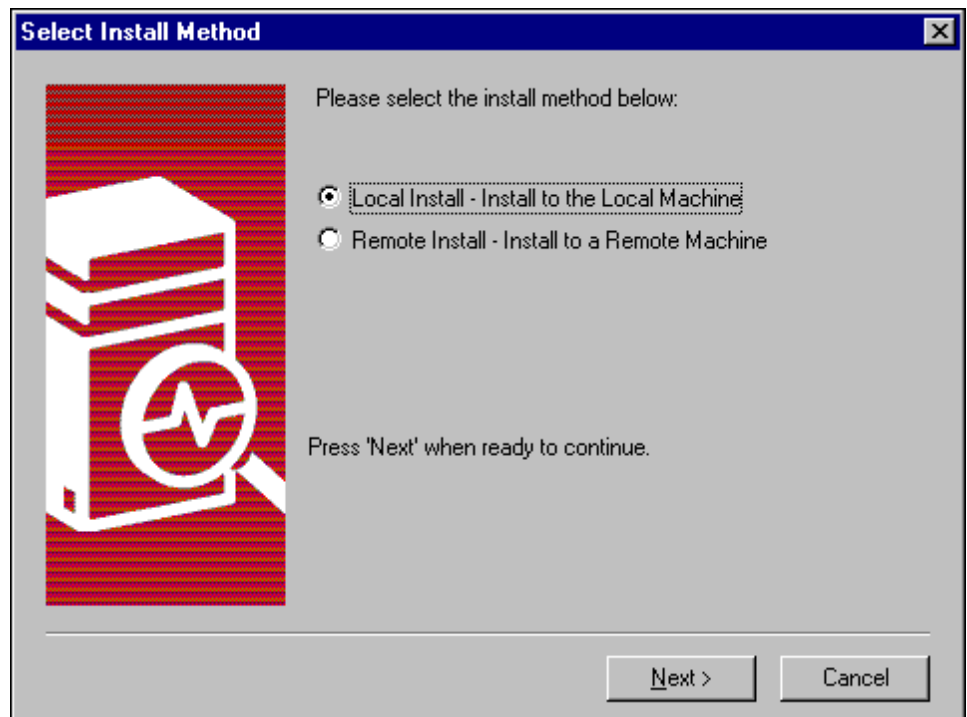 Select Install Method
Please select the install method below:
Local Install - Install to the Local Machine
Remote Install - Install to a Remote Machine
Press 'Next' when ready to continue.
Next >
Cancel